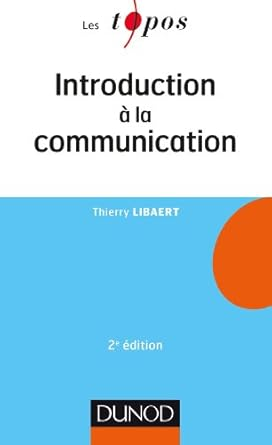 Les topos
Introduction
à la
communication
Thierry LIBAERT
2e édition
DUNOD